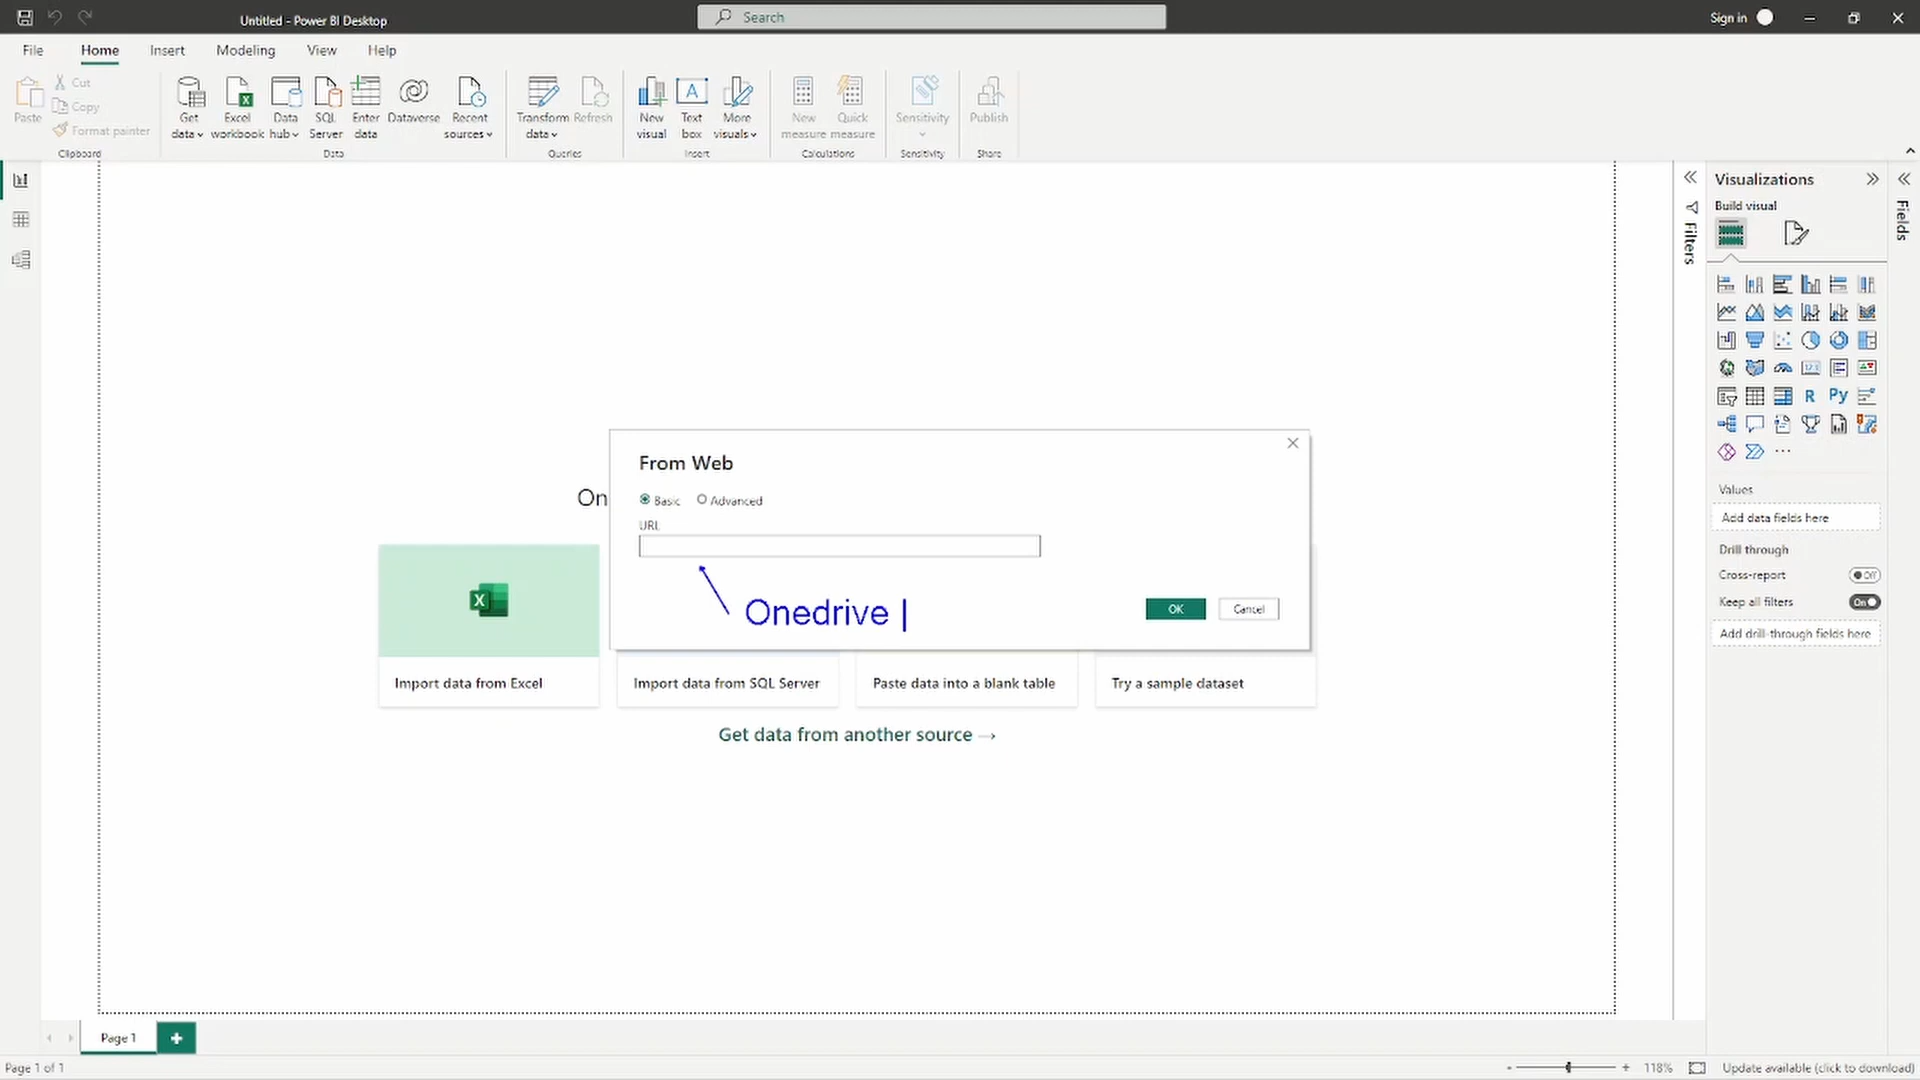 Untitled - Power BI Desktop
Search
Sign in
File Home Insert Modeling View Help
Paste
Cut
Copy
Format painter
Clipboard
Get data
Excel workbook
Data hub
SQL Server
Enter data
Dataverse
Recent sources
Data
Transform data
Refresh
Queries
New visual
Text box
More visuals
Insert
New measure
Quick measure
Calculations
Sensitivity
Sensitivity
Publish
Share
Filters
Visualizations
Build visual
Fields
R
Py
123
Values
Add data fields here
Drill through
Cross-report
Off
Keep all filters
On
Add drill-through fields here
On
From Web
Basic
Advanced
URL
Onedrive
OK
Cancel
Import data from Excel
Import data from SQL Server
Paste data into a blank table
Try a sample dataset
Get data from another source →
Page 1
Page 1 of 1
- + 118%
Update available (click to download)